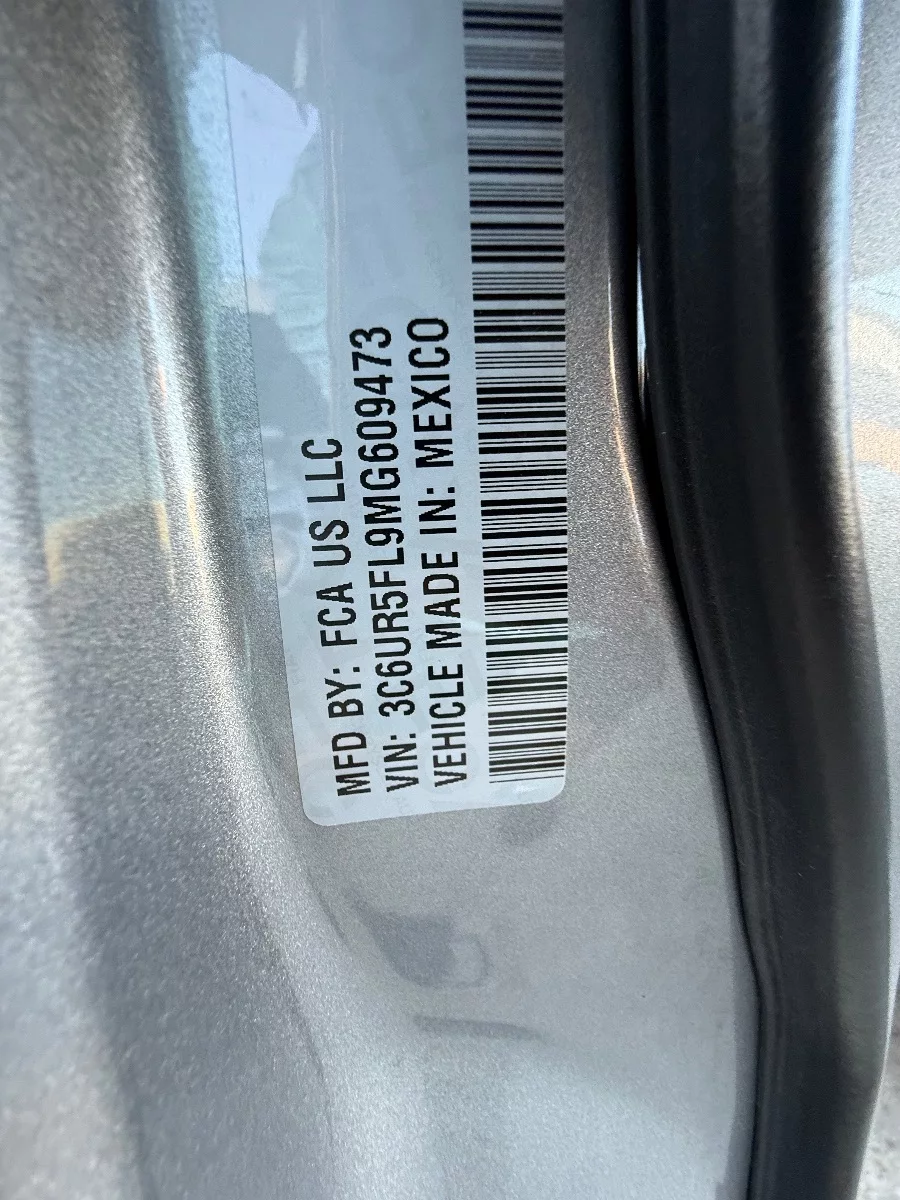 MFD BY: FCA US LLC
VIN: 3C6UR5FL9MG609473
VEHICLE MADE IN: MEXICO